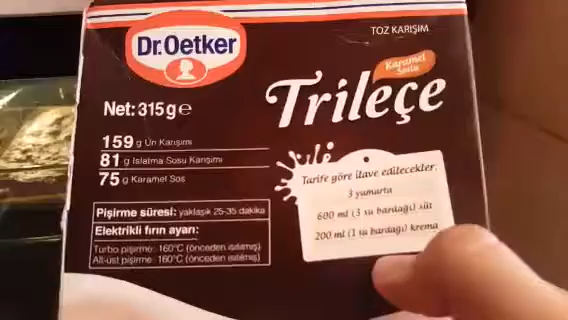 TOZ KARIŞIM
Dr.Oetker
Karamel
Soslu
Trileçe
Net: 315 g e
159 g Un Karışımı
81 g Islatma Sosu Karışımı
75 g Karamel Sos
Tarife göre ilave edilecekler:
3 yumurta
600 ml (3 su bardağı) süt
200 ml (1 su bardağı) krema
Pişirme süresi: yaklaşık 25-35 dakika
Elektrikli fırın ayarı:
Turbo pişirme: 160°C (önceden ısıtılmış)
Alt-üst pişirme: 160°C (önceden ısıtılmış)